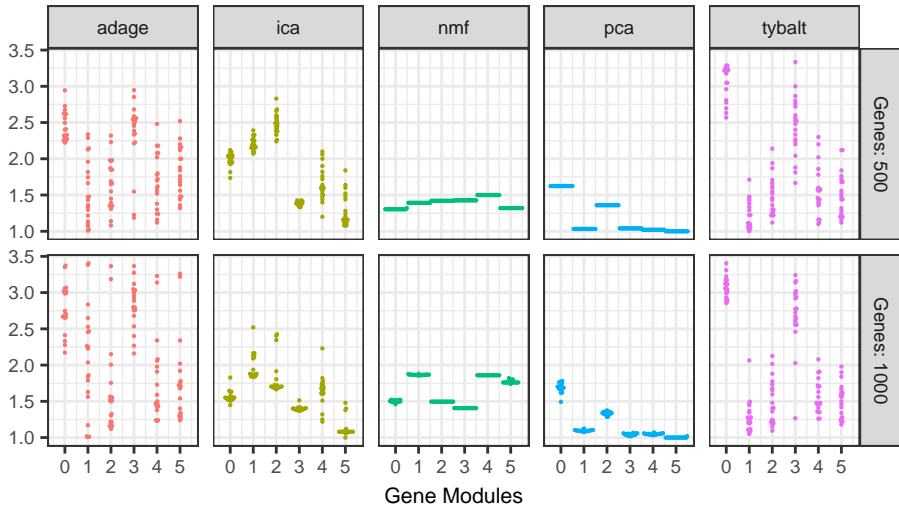 adage ica nmf pca tybalt
3.5
3.0
2.5
2.0
1.5
1.0
Genes: 500
3.5
3.0
2.5
2.0
1.5
1.0
Genes: 1000
0 1 2 3 4 5 0 1 2 3 4 5 0 1 2 3 4 5 0 1 2 3 4 5 0 1 2 3 4 5
Gene Modules